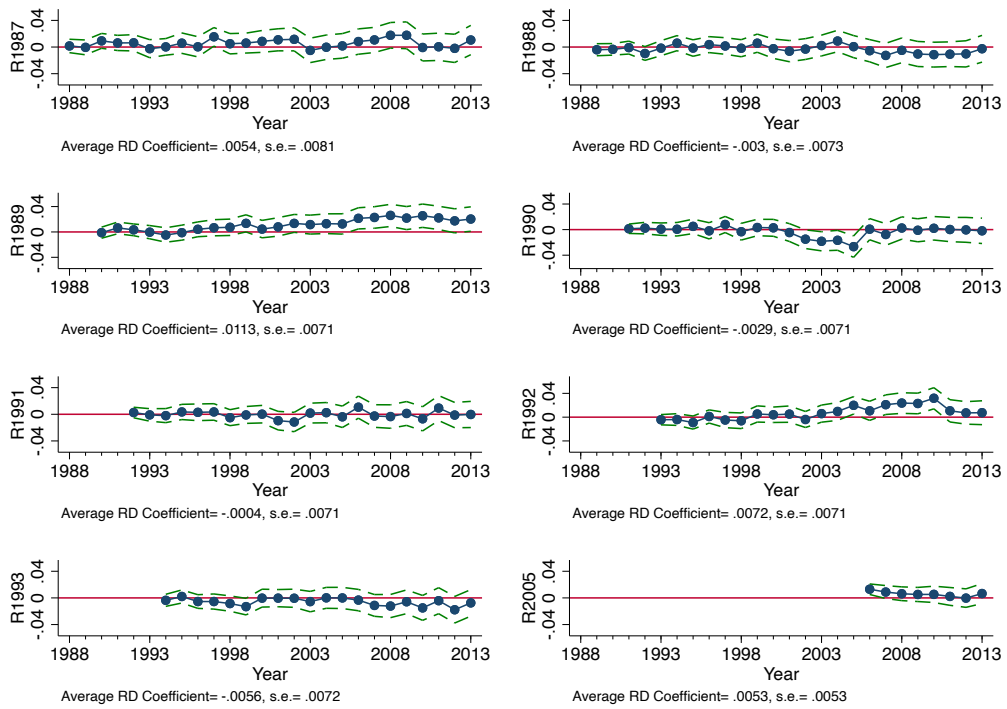 R1987
.04
0
-.04
1988 1993 1998 2003 2008 2013
Year
Average RD Coefficient= .0054, s.e.= .0081
R1988
.04
0
-.04
1988 1993 1998 2003 2008 2013
Year
Average RD Coefficient= -.003, s.e.= .0073
R1989
.04
0
-.04
1988 1993 1998 2003 2008 2013
Year
Average RD Coefficient= .0113, s.e.= .0071
R1990
.04
0
-.04
1988 1993 1998 2003 2008 2013
Year
Average RD Coefficient= -.0029, s.e.= .0071
R1991
.04
0
-.04
1988 1993 1998 2003 2008 2013
Year
Average RD Coefficient= -.0004, s.e.= .0071
R1992
.04
0
-.04
1988 1993 1998 2003 2008 2013
Year
Average RD Coefficient= .0072, s.e.= .0071
R1993
.04
0
-.04
1988 1993 1998 2003 2008 2013
Year
Average RD Coefficient= -.0056, s.e.= .0072
R2005
.04
0
-.04
1988 1993 1998 2003 2008 2013
Year
Average RD Coefficient= .0053, s.e.= .0053